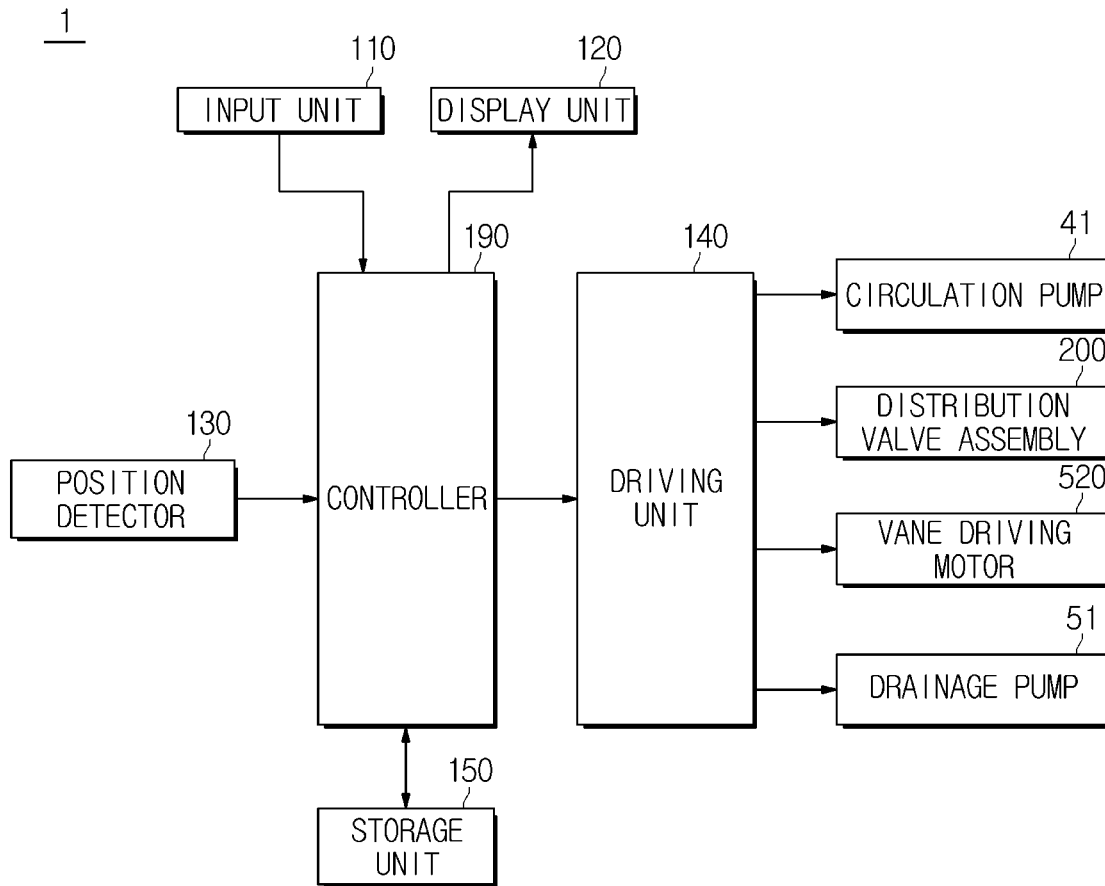 1
110
120
INPUT UNIT
DISPLAY UNIT
190
140
41
CIRCULATION PUMP
200
DISTRIBUTION
VALVE ASSEMBLY
130
POSITION
DETECTOR
CONTROLLER
DRIVING
UNIT
520
VANE DRIVING
MOTOR
51
DRAINAGE PUMP
150
STORAGE
UNIT